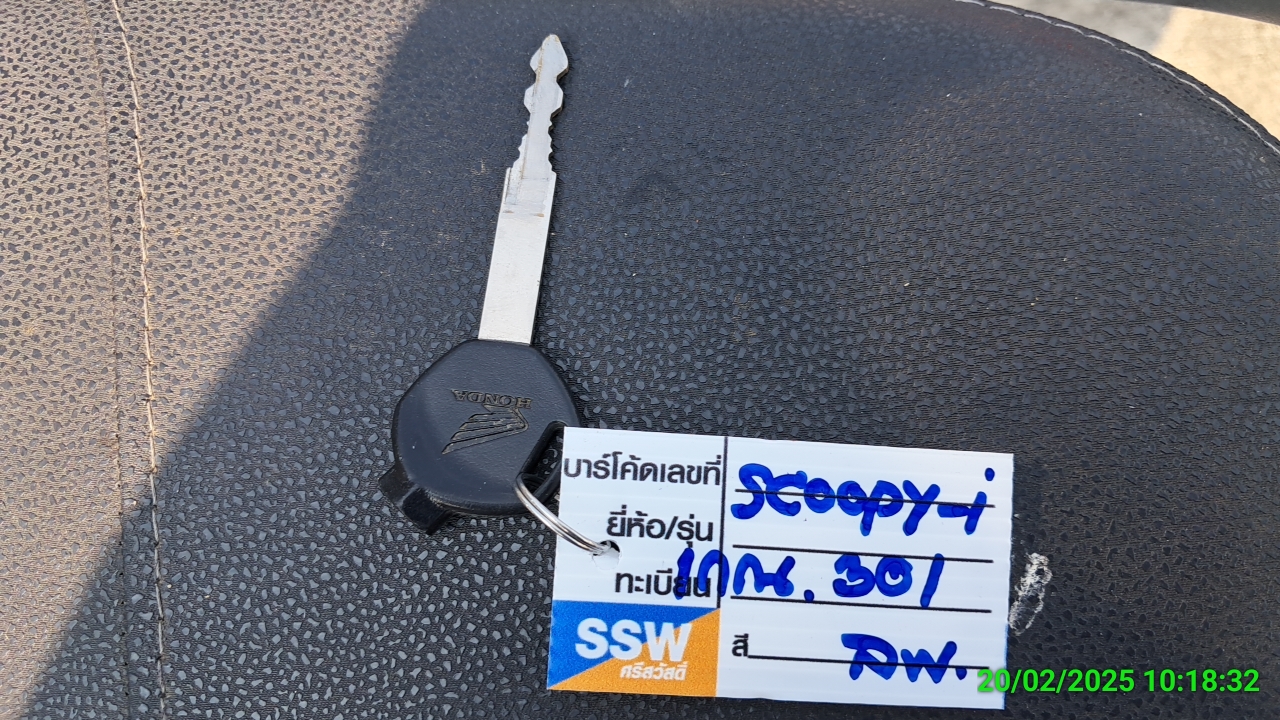 HONDA
บาร์โค้ดเลขที่
scoopy-i
ยี่ห้อ/รุ่น
ทะเบียน 1กณ. 301
สี ลพ.
SSW
ศรีสวัสดิ์
20/02/2025 10:18:32